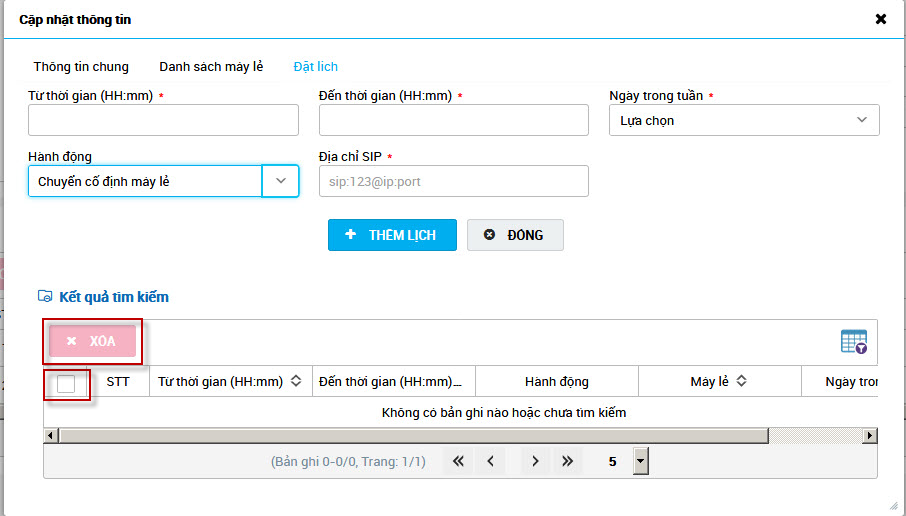 Cập nhật thông tin
Thông tin chung Danh sách máy lẻ Đặt lich
Từ thời gian (HH:mm) * Đến thời gian (HH:mm) * Ngày trong tuần *
Lựa chọn
Hành động Địa chỉ SIP *
Chuyển cố định máy lẻ sip:123@ip:port
THÊM LỊCH ĐÓNG
Kết quả tìm kiếm
XÓA
STT Từ thời gian (HH:mm) Đến thời gian (HH:mm)... Hành động Máy lẻ Ngày tron
Không có bản ghi nào hoặc chưa tìm kiếm
(Bản ghi 0-0/0, Trang: 1/1) 5